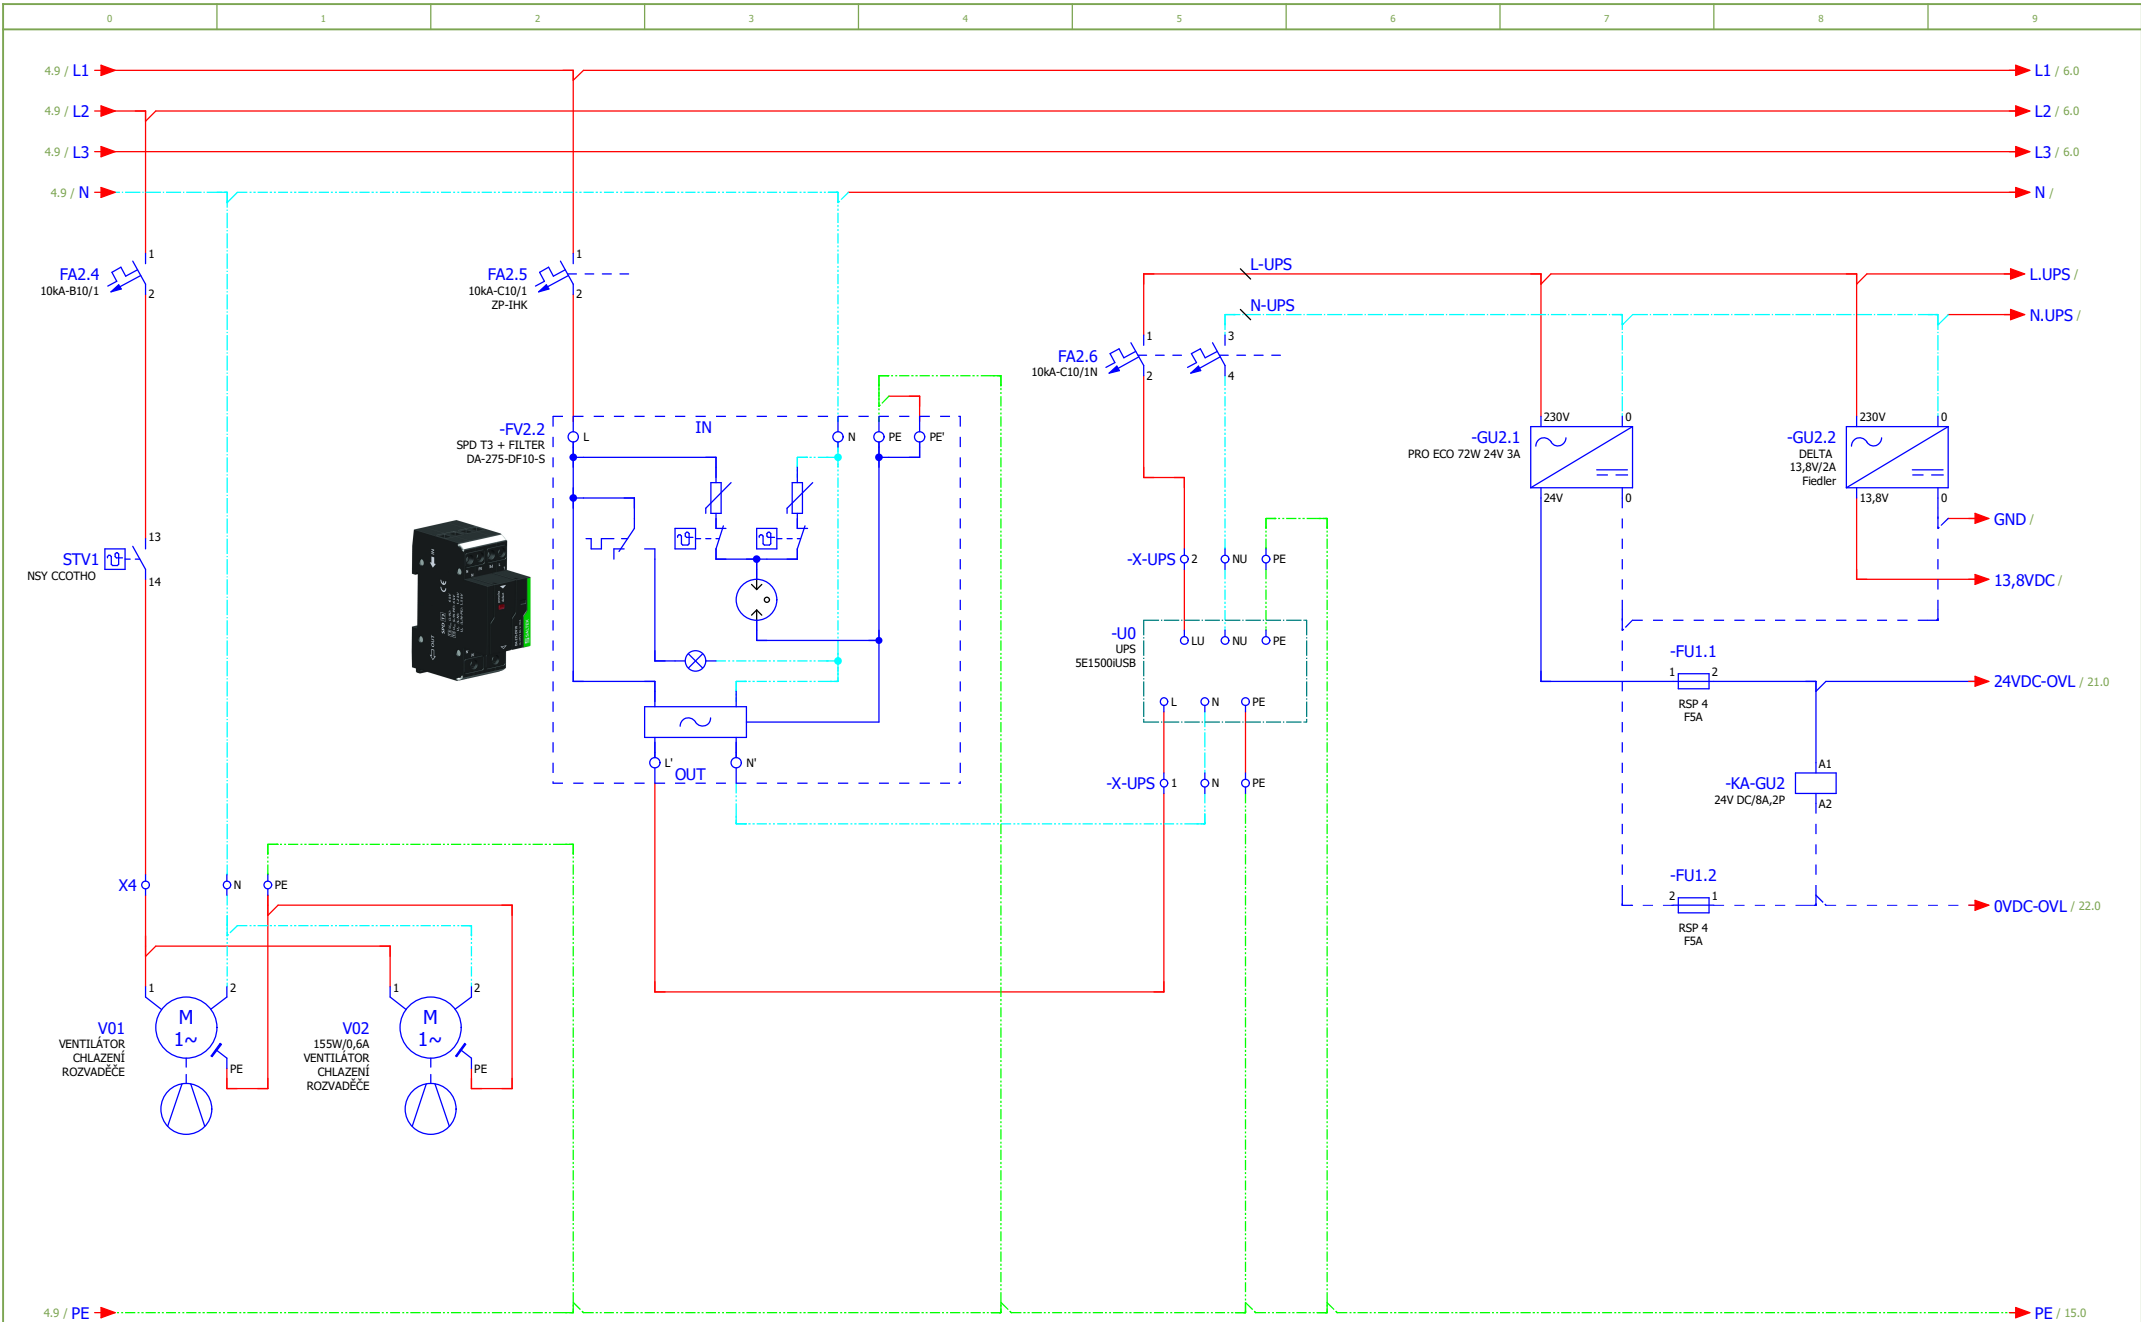 0 1 2 3 4 5 6 7 8 9
4.9 / L1
L1 / 6.0
4.9 / L2
L2 / 6.0
4.9 / L3
L3 / 6.0
4.9 / N
N /
FA2.4
10kA-B10/1
1
2
FA2.5
10kA-C10/1
ZP-IHK
1
2
L-UPS
L.UPS /
N-UPS
N.UPS /
FA2.6
10kA-C10/1N
1
2
3
4
-FV2.2
SPD T3 + FILTER
DA-275-DF10-S
IN
L
N
PE
PE'
L'
OUT
N'
-GU2.1
PRO ECO 72W 24V 3A
230V
0
24V
0
-GU2.2
DELTA
13,8V/2A
Fiedler
230V
0
13,8V
0
GND /
13,8VDC /
STV1
NSY CCOTHO
13
14
-X-UPS
2
NU
PE
-U0
UPS
5E1500iUSB
LU
NU
PE
L
N
PE
-X-UPS
1
N
PE
-FU1.1
1
2
RSP 4
F5A
24VDC-OVL / 21.0
-KA-GU2
24V DC/8A,2P
A1
A2
-FU1.2
2
1
RSP 4
F5A
0VDC-OVL / 22.0
X4
N
PE
1
2
M
1~
PE
V01
VENTILÁTOR
CHLAZENÍ
ROZVADĚČE
1
2
M
1~
PE
V02
155W/0,6A
VENTILÁTOR
CHLAZENÍ
ROZVADĚČE
4.9 / PE
PE / 15.0